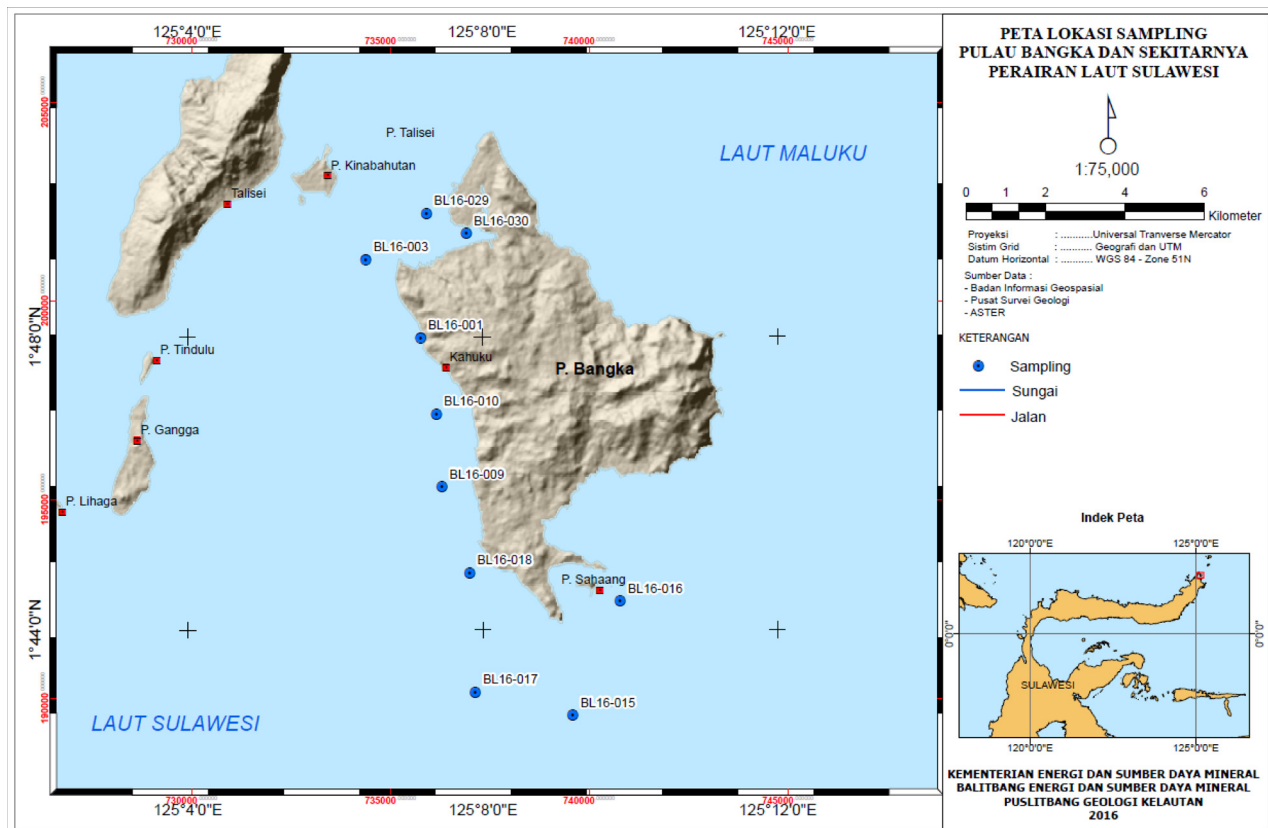 125°4'0"E
125°8'0"E
125°12'0"E
730000
735000
740000
745000
205000
200000
195000
190000
1°48'0"N
1°44'0"N
P. Talisei
LAUT MALUKU
P. Kinabahutan
Talisei
BL16-029
BL16-030
BL16-003
BL16-001
P. Tindulu
Kahuku
P. Bangka
BL16-010
P. Gangga
BL16-009
P. Lihaga
BL16-018
P. Sahaang
BL16-016
BL16-017
BL16-015
LAUT SULAWESI
730000
735000
740000
745000
125°4'0"E
125°8'0"E
125°12'0"E
PETA LOKASI SAMPLING
PULAU BANGKA DAN SEKITARNYA
PERAIRAN LAUT SULAWESI
1:75,000
0 1 2 4 6
Kilometer
Proyeksi : ..........Universal Tranverse Mercator
Sistim Grid : .......... Geografi dan UTM
Datum Horizontal : .......... WGS 84 - Zone 51N
Sumber Data :
- Badan Informasi Geospasial
- Pusat Survei Geologi
- ASTER
KETERANGAN
Sampling
Sungai
Jalan
Indek Peta
120°0'0"E
125°0'0"E
0°0'0"
0°0'0"
SULAWESI
120°0'0"E
125°0'0"E
KEMENTERIAN ENERGI DAN SUMBER DAYA MINERAL
BALITBANG ENERGI DAN SUMBER DAYA MINERAL
PUSLITBANG GEOLOGI KELAUTAN
2016